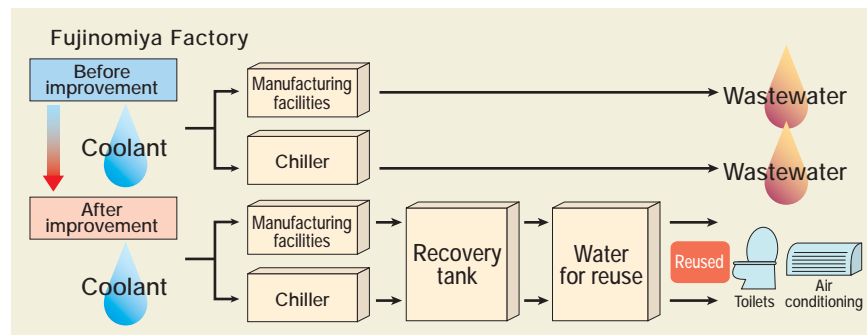 Fujinomiya Factory
Before
improvement
Coolant
Manufacturing
facilities
Chiller
Wastewater
Wastewater
After
improvement
Coolant
Manufacturing
facilities
Chiller
Recovery
tank
Water
for reuse
Reused
Toilets
Air
conditioning